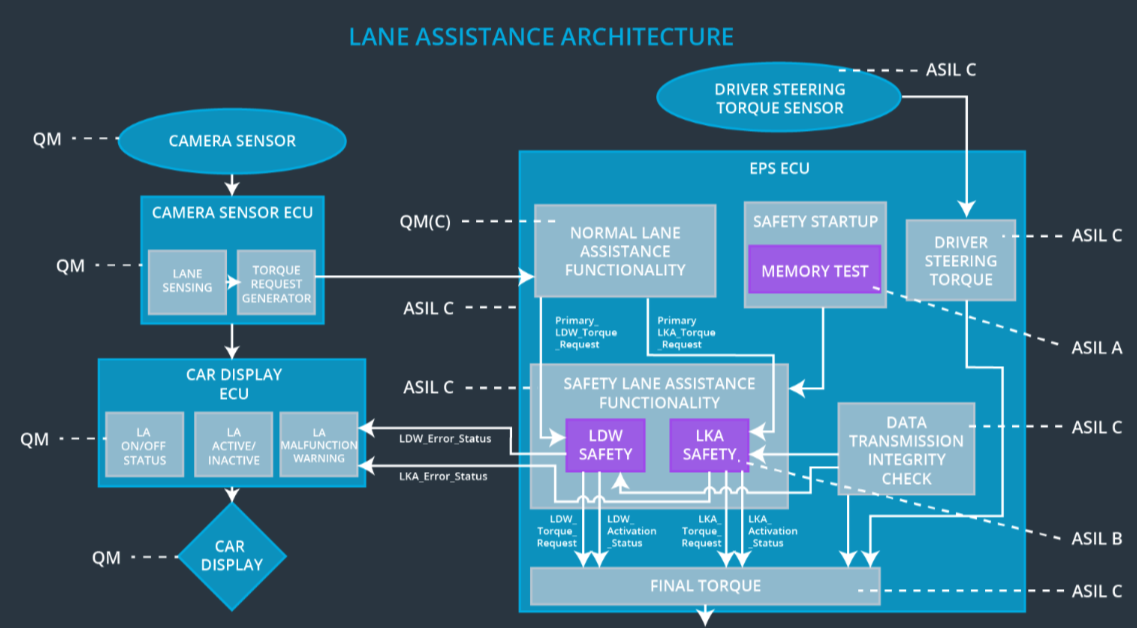 LANE ASSISTANCE ARCHITECTURE
ASIL C
DRIVER STEERING
TORQUE SENSOR
QM
CAMERA SENSOR
EPS ECU
CAMERA SENSOR ECU
QM(C)
NORMAL LANE
ASSISTANCE
FUNCTIONALITY
SAFETY STARTUP
MEMORY TEST
DRIVER
STEERING
TORQUE
ASIL C
QM
LANE
SENSING
TORQUE
REQUEST
GENERATOR
ASIL C
Primary_
LDW_Torque
_Request
Primary
LKA_Torque
_Request
ASIL A
CAR DISPLAY
ECU
ASIL C
SAFETY LANE ASSISTANCE
FUNCTIONALITY
QM
LA
ON/OFF
STATUS
LA
ACTIVE/
INACTIVE
LA
MALFUNCTION
WARNING
LDW_Error_Status
LKA_Error_Status
LDW
SAFETY
LKA
SAFETY
DATA
TRANSMISSION
INTEGRITY
CHECK
ASIL C
LDW_
Torque_
Request
LDW_
Activation
_Status
LKA_
Torque_
Request
LKA_
Activation
_Status
ASIL B
QM
CAR
DISPLAY
FINAL TORQUE
ASIL C